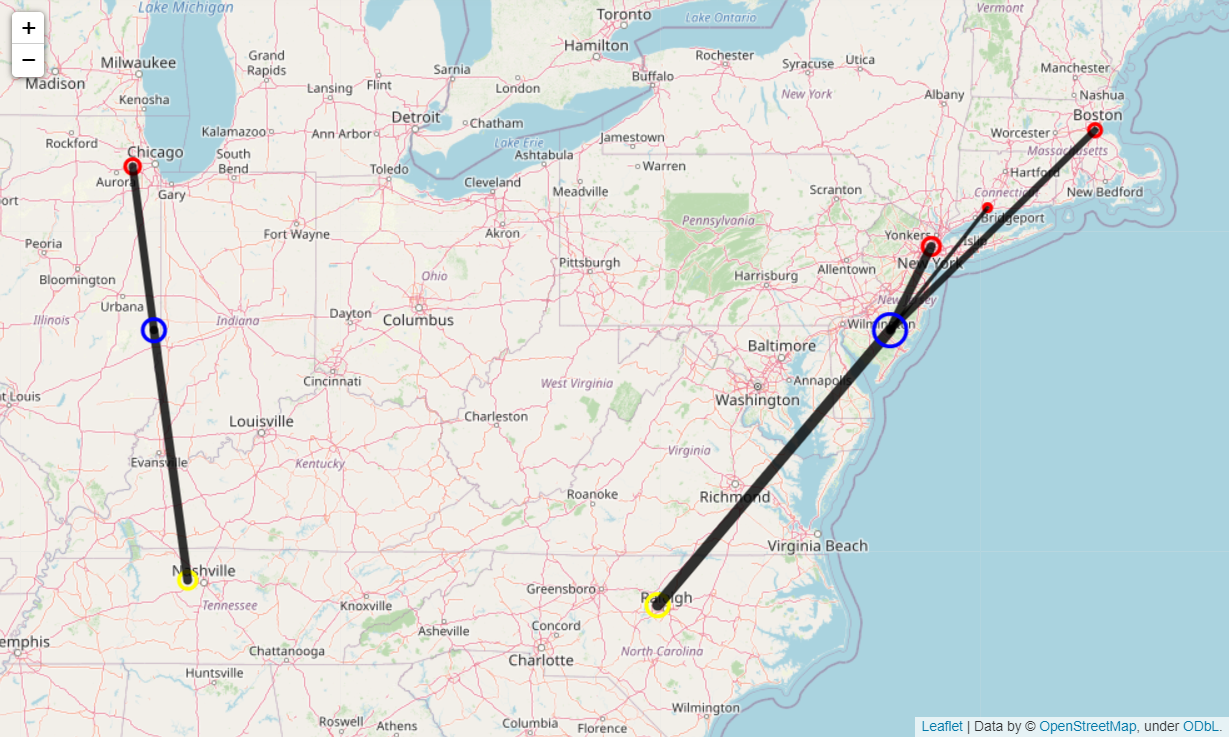 Lake Michigan
Toronto
Lake Ontario
Vermont
+
−
Hamilton
Milwaukee
Madison
Grand
Rapids
Sarnia
Rochester
Syracuse
Utica
Manchester
Buffalo
Lansing
Flint
London
New York
Albany
Nashua
Kenosha
Detroit
Chatham
Boston
Kalamazoo
Ann Arbor
Jamestown
Worcester
Rockford
Chicago
South
Bend
Lake Erie
Ashtabula
Massachusetts
Toledo
Warren
Hartford
Aurora
Gary
Cleveland
Meadville
Scranton
Connecti
New Bedford
ort
Pennsylvania
Bridgeport
Fort Wayne
Akron
Yonkers
Islip
Peoria
Pittsburgh
Allentown
New York
Bloomington
Ohio
Harrisburg
New Jersey
Urbana
Illinois
Indiana
Dayton
Columbus
Wilmington
Baltimore
Cincinnati
West Virginia
Annapolis
t Louis
Washington
Louisville
Charleston
Evansville
Kentucky
Virginia
Roanoke
Richmond
Virginia Beach
Nashville
Greensboro
Raleigh
Tennessee
Knoxville
Concord
Asheville
emphis
Chattanooga
Charlotte
North Carolina
Huntsville
Wilmington
Roswell
Athens
Columbia
Florence
Leaflet | Data by © OpenStreetMap, under ODbL.